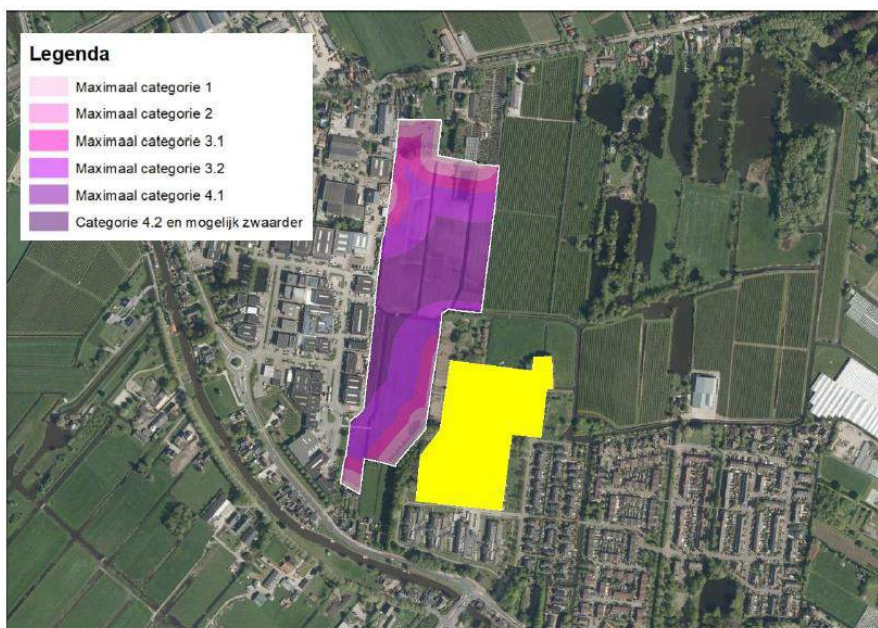 Legenda
Maximaal categorie 1
Maximaal categorie 2
Maximaal categorie 3.1
Maximaal categorie 3.2
Maximaal categorie 4.1
Categorie 4.2 en mogelijk zwaarder